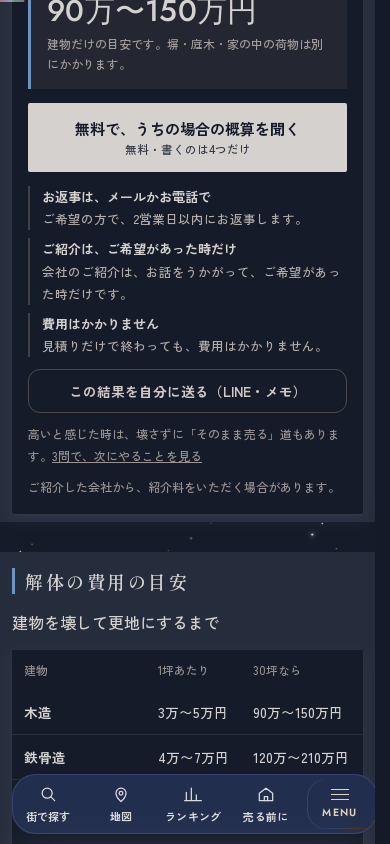 90万〜150万円
建物だけの目安です。塀・庭木・家の中の荷物は別
にかかります。
無料で、うちの場合の概算を聞く
無料・書くのは4つだけ
お返事は、メールかお電話で
ご希望の方で、2営業日以内にお返事します。
ご紹介は、ご希望があった時だけ
会社のご紹介は、お話をうかがって、ご希望があっ
た時だけです。
費用はかかりません
見積りだけで終わっても、費用はかかりません。
この結果を自分に送る（LINE・メモ）
高いと感じた時は、壊さずに「そのまま売る」道もありま
す。3問で、次にやることを見る
ご紹介した会社から、紹介料をいただく場合があります。
解体の費用の目安
建物を壊して更地にするまで
建物 1坪あたり 30坪なら
木造 3万〜5万円 90万〜150万円
鉄骨造 4万〜7万円 120万〜210万円
街で探す 地図 ランキング 売る前に MENU